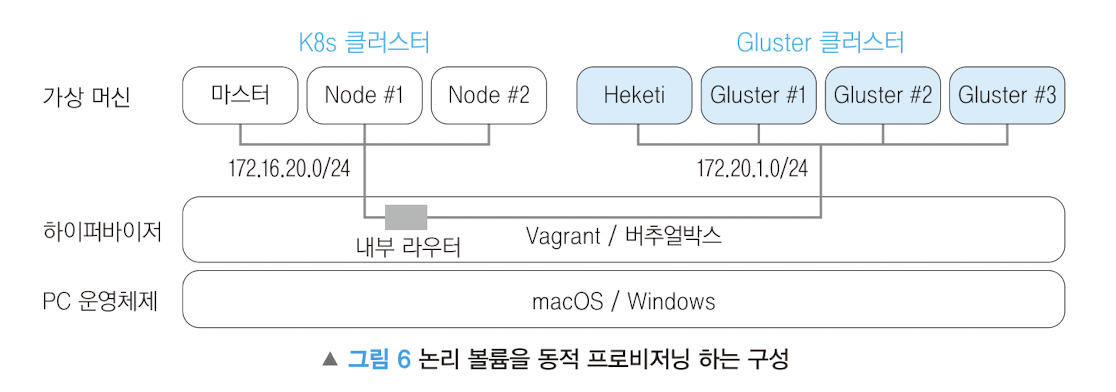 K8s 클러스터
Gluster 클러스터
가상 머신
마스터
Node #1
Node #2
Heketi
Gluster #1
Gluster #2
Gluster #3
172.16.20.0/24
172.20.1.0/24
하이퍼바이저
내부 라우터
Vagrant / 버추얼박스
PC 운영체제
macOS / Windows
▲ 그림 6 논리 볼륨을 동적 프로비저닝 하는 구성